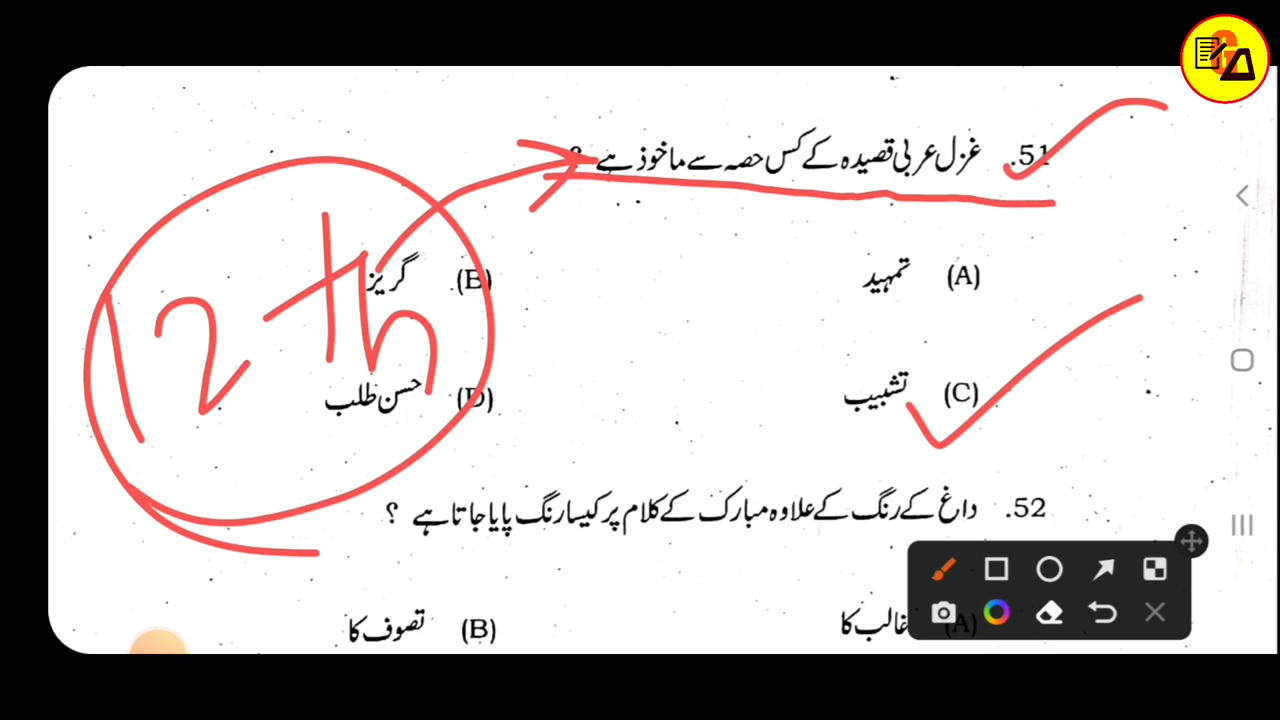 51. غزل عربی قصیدہ کے کس حصہ سے ماخوذ ہے ?
(A) تمہید (B) گریز
(C) تشبیب (D) حسن طلب
12th
52. داغ کے رنگ کے علاوہ مبارک کے کلام پر کیسا رنگ پایا جاتا ہے ؟
(A) غالب کا (B) تصوف کا